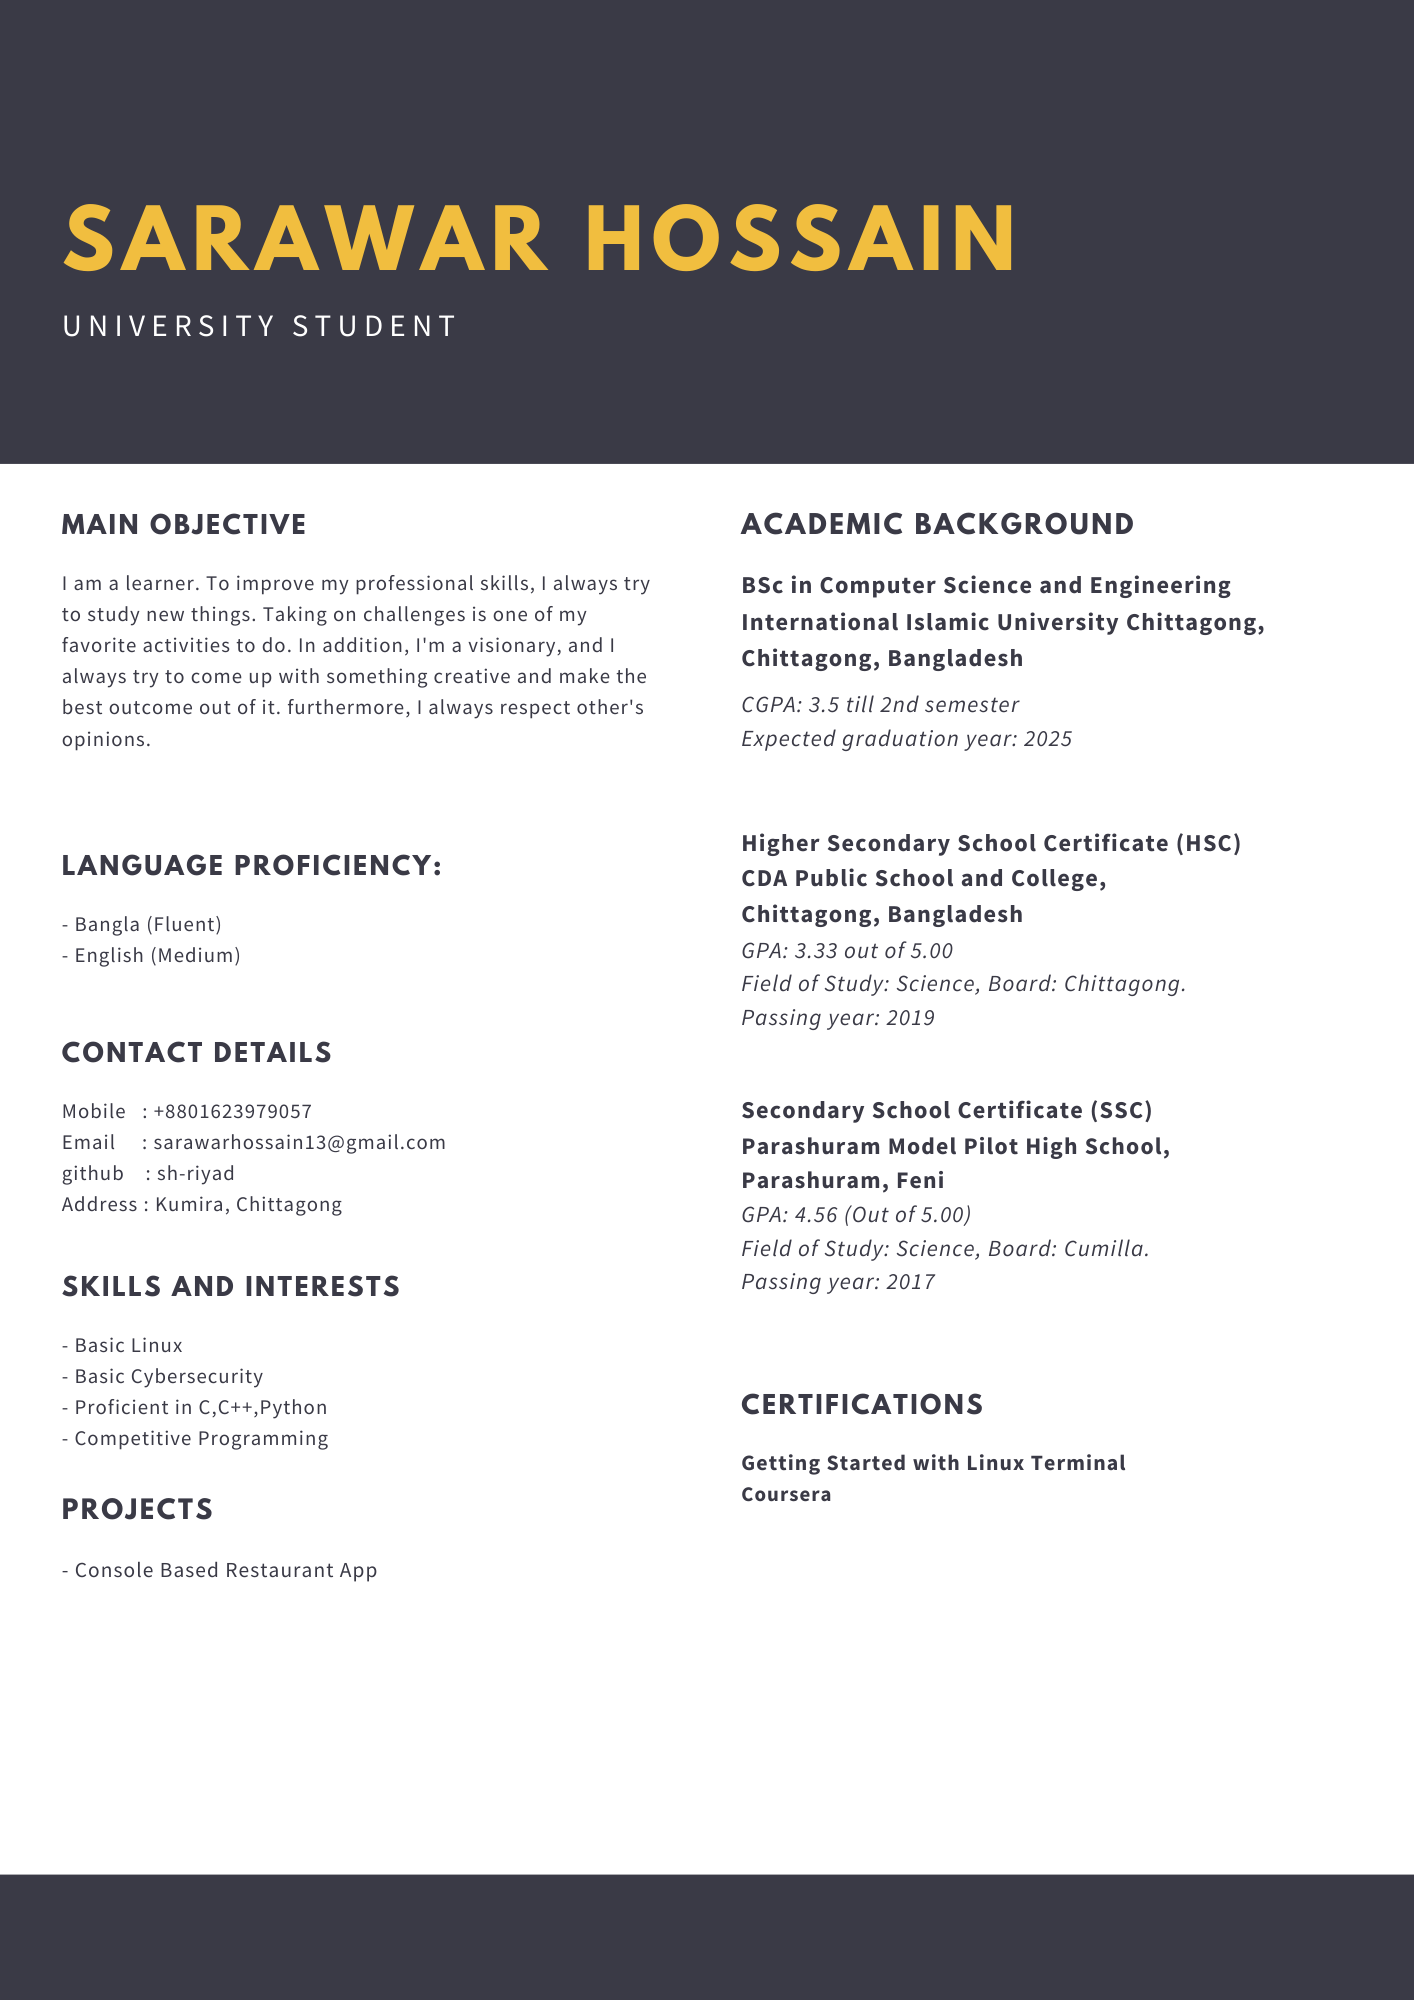 SARAWAR HOSSAIN
UNIVERSITY STUDENT
MAIN OBJECTIVE
I am a learner. To improve my professional skills, I always try
to study new things. Taking on challenges is one of my
favorite activities to do. In addition, I'm a visionary, and I
always try to come up with something creative and make the
best outcome out of it. furthermore, I always respect other's
opinions.
LANGUAGE PROFICIENCY:
- Bangla (Fluent)
- English (Medium)
CONTACT DETAILS
Mobile : +8801623979057
Email : sarawarhossain13@gmail.com
github : sh-riyad
Address : Kumira, Chittagong
SKILLS AND INTERESTS
- Basic Linux
- Basic Cybersecurity
- Proficient in C,C++,Python
- Competitive Programming
PROJECTS
- Console Based Restaurant App
ACADEMIC BACKGROUND
BSc in Computer Science and Engineering
International Islamic University Chittagong,
Chittagong, Bangladesh
CGPA: 3.5 till 2nd semester
Expected graduation year: 2025
Higher Secondary School Certificate (HSC)
CDA Public School and College,
Chittagong, Bangladesh
GPA: 3.33 out of 5.00
Field of Study: Science, Board: Chittagong.
Passing year: 2019
Secondary School Certificate (SSC)
Parashuram Model Pilot High School,
Parashuram, Feni
GPA: 4.56 (Out of 5.00)
Field of Study: Science, Board: Cumilla.
Passing year: 2017
CERTIFICATIONS
Getting Started with Linux Terminal
Coursera